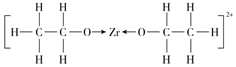 H H H H 2+
H—C—C—O→Zr←O—C—C—H
H H H H